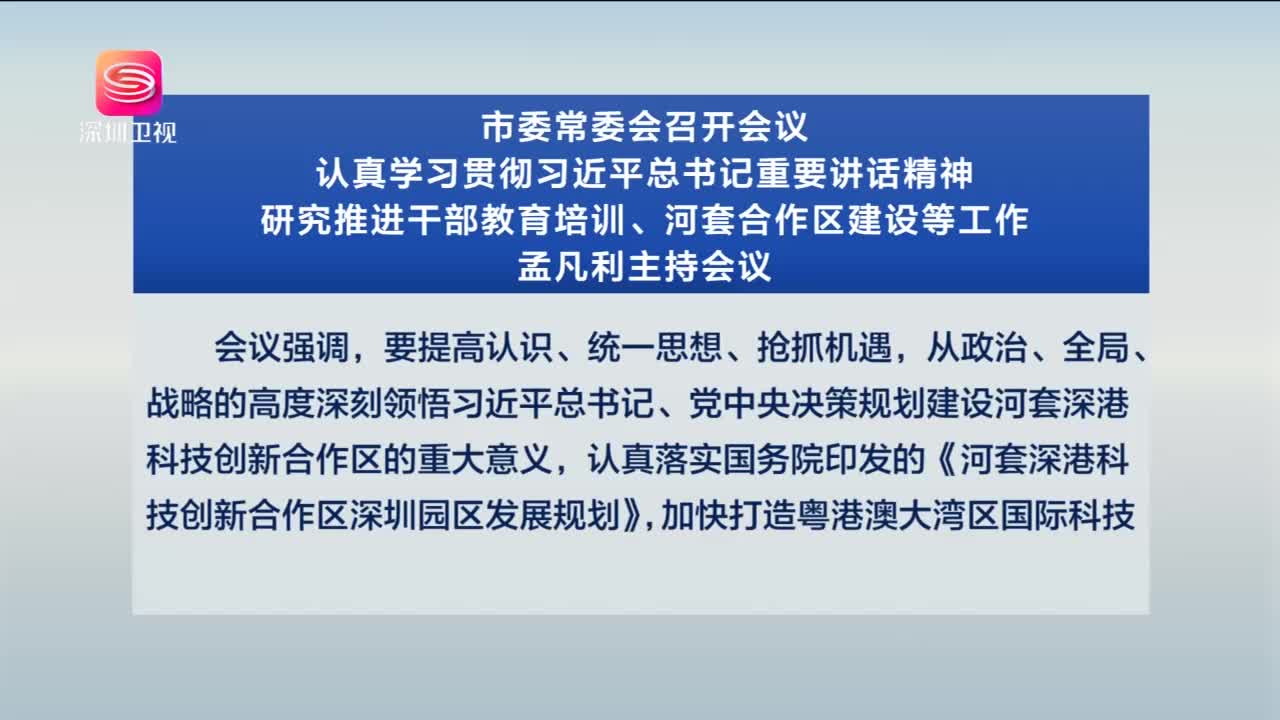 深圳卫视
市委常委会召开会议
认真学习贯彻习近平总书记重要讲话精神
研究推进干部教育培训、河套合作区建设等工作
孟凡利主持会议
会议强调，要提高认识、统一思想、抢抓机遇，从政治、全局、
战略的高度深刻领悟习近平总书记、党中央决策规划建设河套深港
科技创新合作区的重大意义，认真落实国务院印发的《河套深港科
技创新合作区深圳园区发展规划》，加快打造粤港澳大湾区国际科技